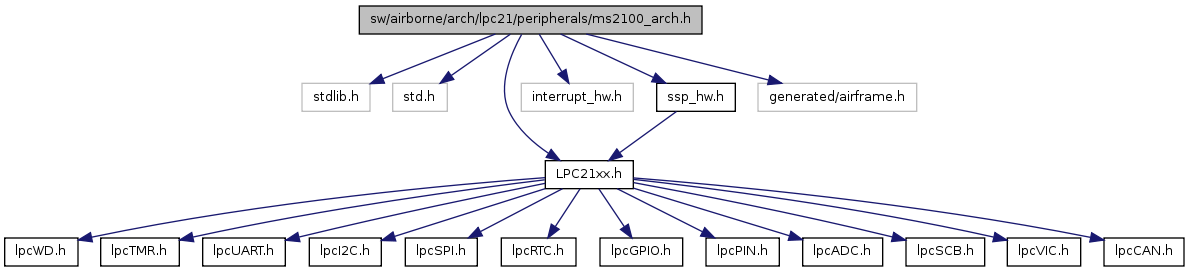 sw/airborne/arch/lpc21/peripherals/ms2100_arch.h
stdlib.h
std.h
interrupt_hw.h
ssp_hw.h
generated/airframe.h
LPC21xx.h
lpcWD.h
lpcTMR.h
lpcUART.h
lpcI2C.h
lpcSPI.h
lpcRTC.h
lpcGPIO.h
lpcPIN.h
lpcADC.h
lpcSCB.h
lpcVIC.h
lpcCAN.h